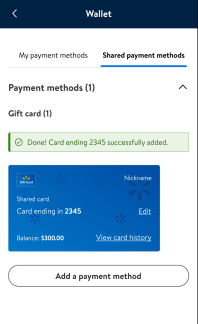 Wallet
My payment methods Shared payment methods
Payment methods (1)
Gift card (1)
Done! Card ending 2345 successfully added.
Nickname
Gift Card
Shared card
Card ending in 2345 Edit
Balance: $300.00 View card history
Add a payment method